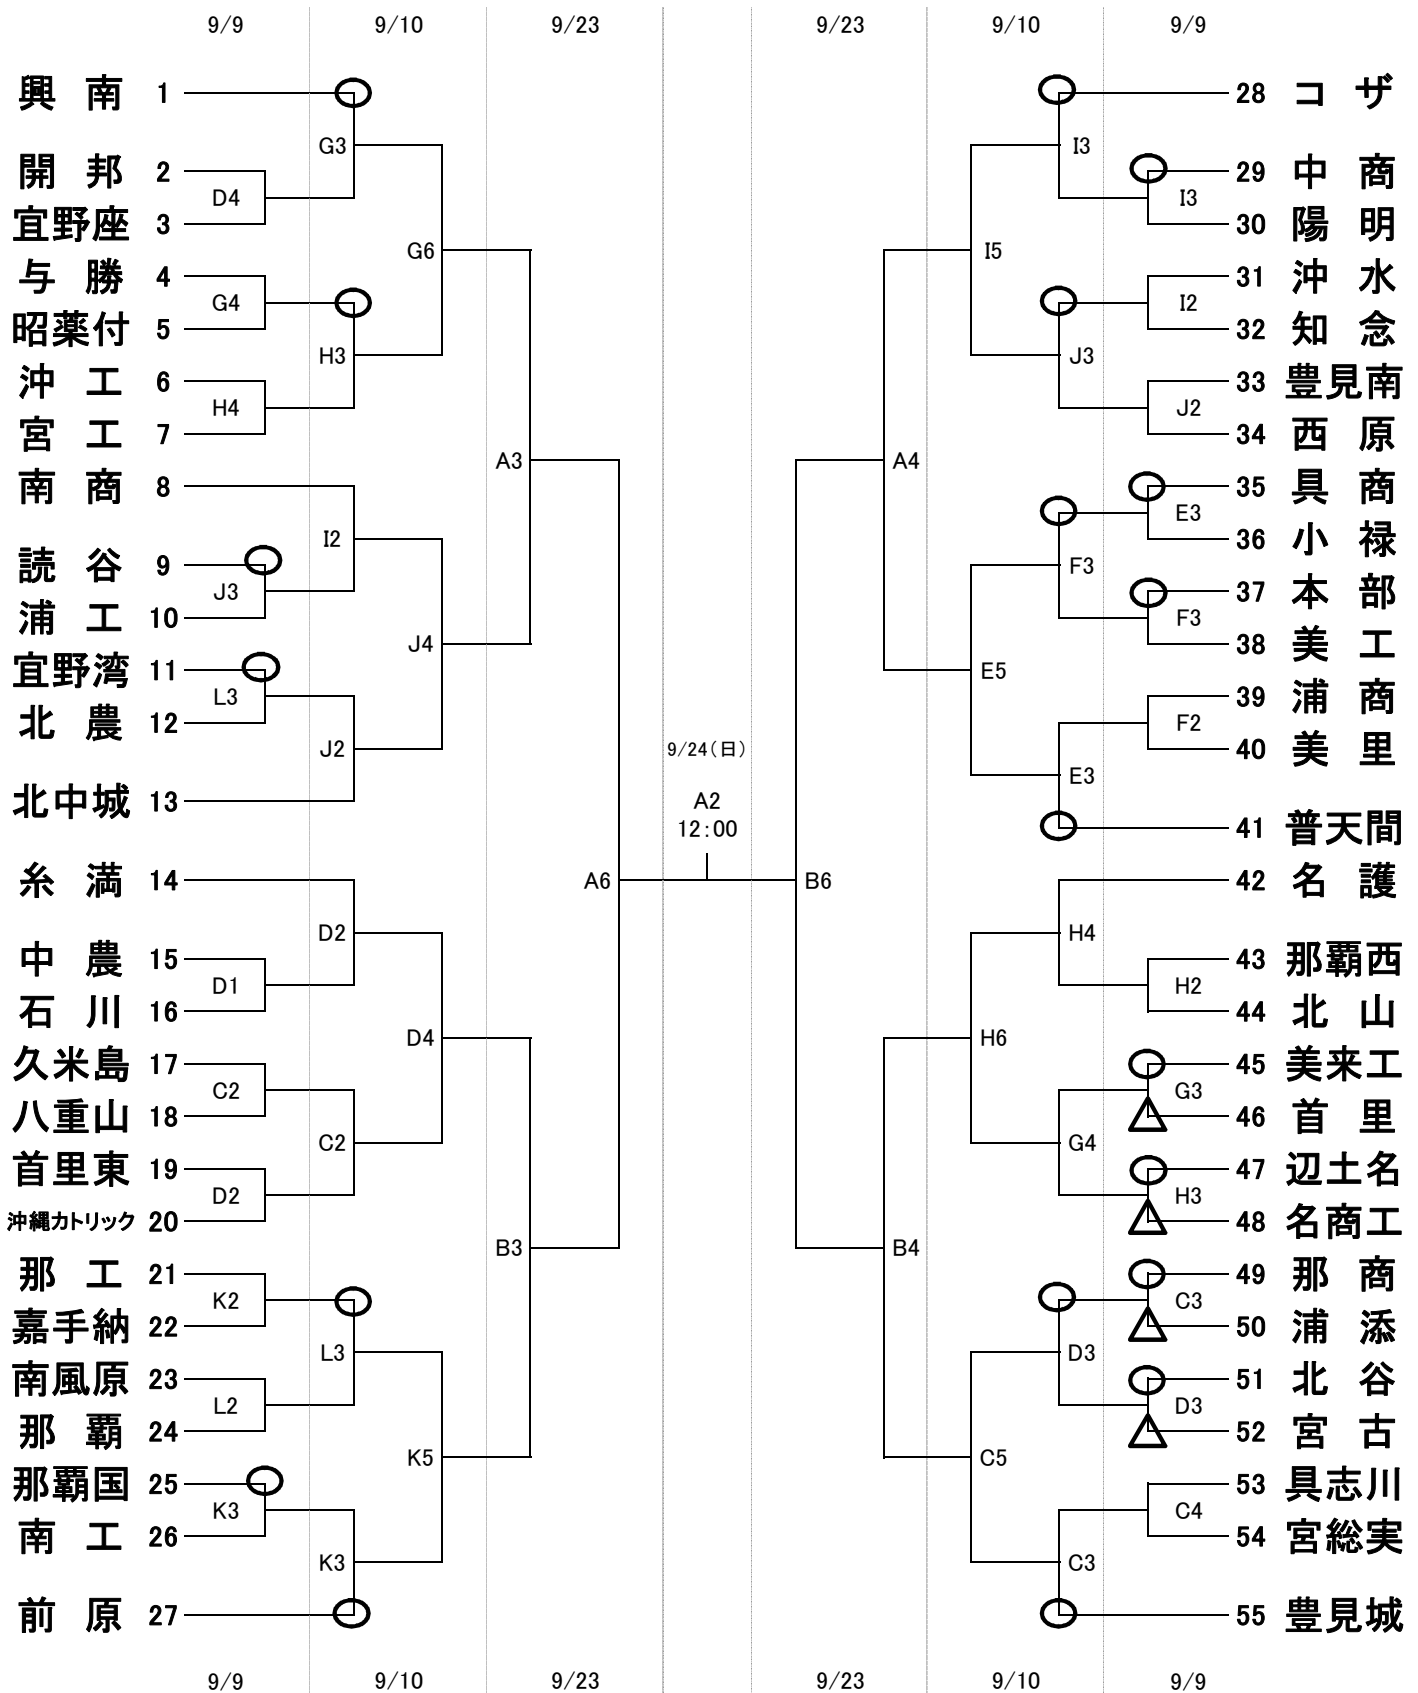 9/9 9/10 9/23 9/23 9/10 9/9
興南 1
G3
開邦 2
D4
宜野座 3
G6
与勝 4
G4
昭薬付 5
H3
沖工 6
H4
宮工 7
A3
南商 8
I2
読谷 9
J3
浦工 10
J4
宜野湾 11
L3
北農 12
J2
北中城 13
A6
糸満 14
D2
中農 15
D1
石川 16
D4
久米島 17
C2
八重山 18
C2
首里東 19
D2
沖縄カトリック 20
B3
那工 21
K2
嘉手納 22
L3
南風原 23
L2
那覇 24
K5
那覇国 25
K3
南工 26
K3
前原 27
9/24(日)
A2
12:00
28 コザ
I3
29 中商
I3
30 陽明
I5
31 沖水
I2
32 知念
J3
33 豊見南
J2
34 西原
A4
35 具商
E3
36 小禄
F3
37 本部
F3
38 美工
E5
39 浦商
F2
40 美里
E3
41 普天間
B6
42 名護
H4
43 那覇西
H2
44 北山
H6
45 美来工
G3
46 首里
G4
47 辺土名
H3
48 名商工
B4
49 那商
C3
50 浦添
D3
51 北谷
D3
52 宮古
C5
53 具志川
C4
54 宮総実
C3
55 豊見城
9/9 9/10 9/23 9/23 9/10 9/9